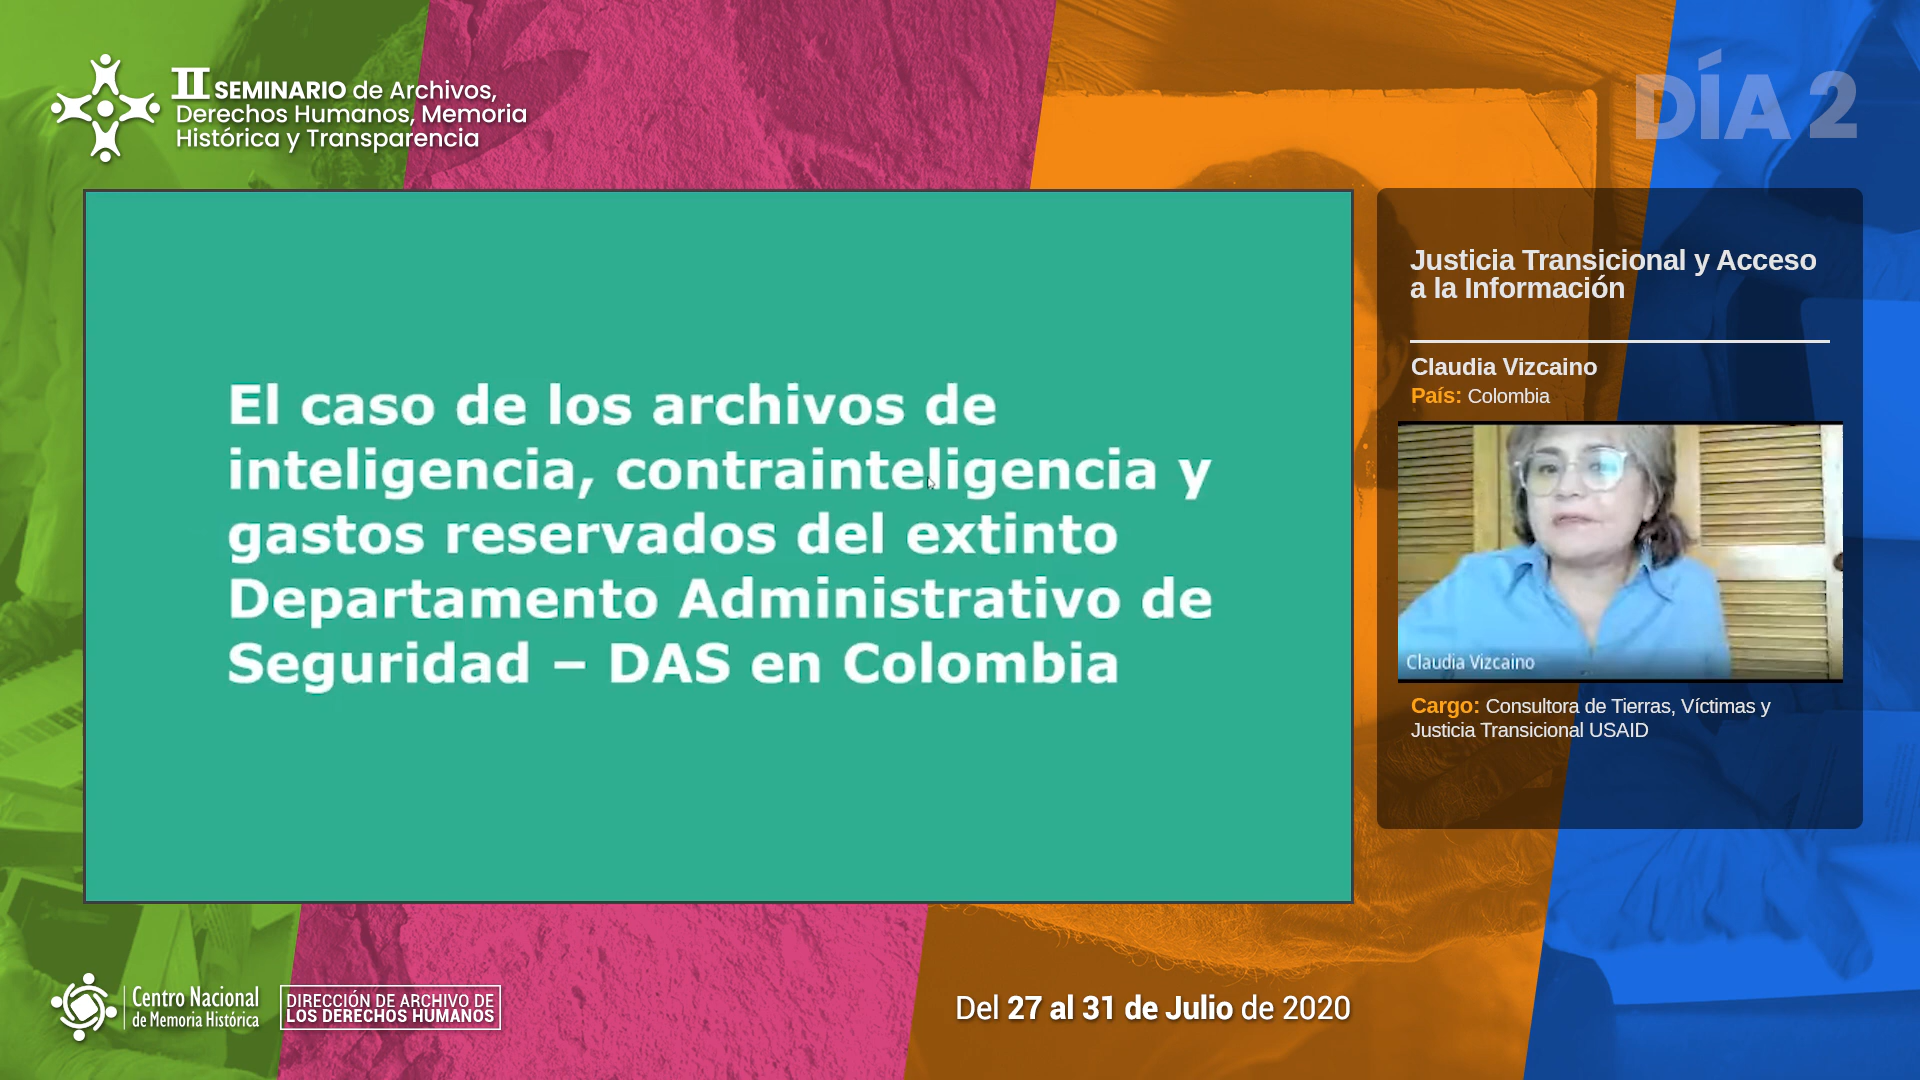 II SEMINARIO de Archivos,
Derechos Humanos, Memoria
Histórica y Transparencia
DÍA 2
El caso de los archivos de
inteligencia, contrainteligencia y
gastos reservados del extinto
Departamento Administrativo de
Seguridad – DAS en Colombia
Justicia Transicional y Acceso
a la Información
Claudia Vizcaino
País: Colombia
Claudia Vizcaino
Cargo: Consultora de Tierras, Víctimas y
Justicia Transicional USAID
Centro Nacional
de Memoria Histórica
DIRECCIÓN DE ARCHIVO DE
LOS DERECHOS HUMANOS
Del 27 al 31 de Julio de 2020